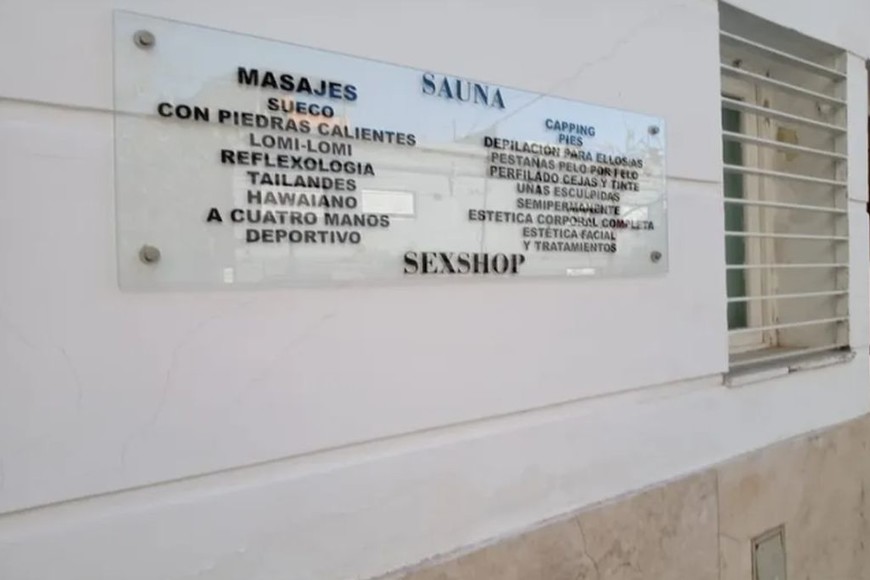 SAUNA
MASAJES
SUECO
CON PIEDRAS CALIENTES
LOMI-LOMI
REFLEXOLOGIA
TAILANDES
HAWAIANO
A CUATRO MANOS
DEPORTIVO
CAPPING
PIES
DEPILACIÓN PARA ELLOS/AS
PESTAÑAS PELO POR PELO
PERFILADO CEJAS Y TINTE
UÑAS ESCULPIDAS
SEMIPERMANENTE
ESTETICA CORPORAL COMPLETA
ESTÉTICA FACIAL
Y TRATAMIENTOS
SEXSHOP